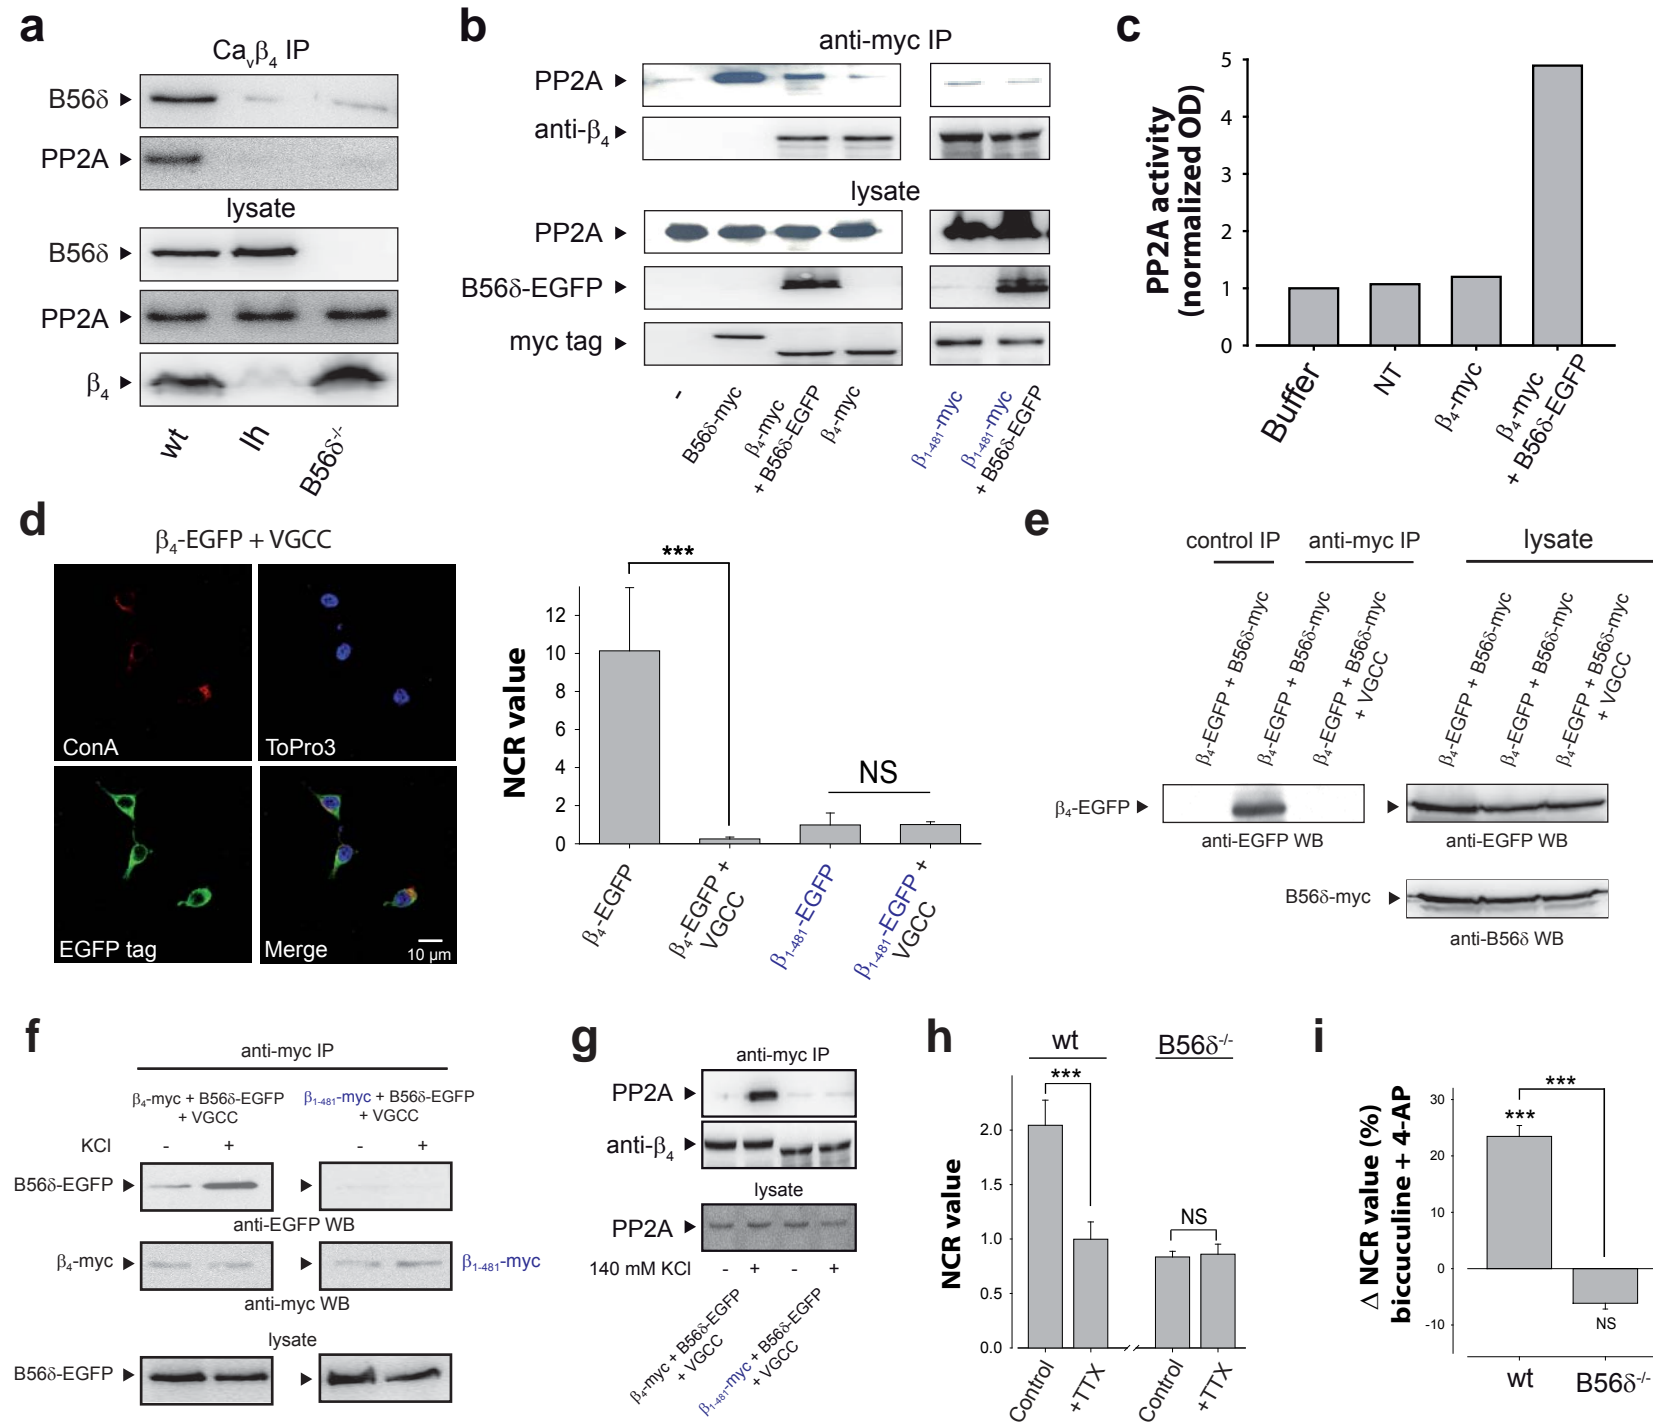 a
Cavβ4 IP
B56δ
PP2A
lysate
B56δ
PP2A
β4
wt
lh
B56δ-/-
b
anti-myc IP
PP2A
anti-β4
lysate
PP2A
B56δ-EGFP
myc tag
-
B56δ-myc
β4-myc
+ B56δ-EGFP
β4-myc
β1-481-myc
β1-481-myc
+ B56δ-EGFP
c
PP2A activity
(normalized OD)
5
4
3
2
1
0
Buffer
NT
β4-myc
β4-myc
+ B56δ-EGFP
d
β4-EGFP + VGCC
ConA
ToPro3
EGFP tag
Merge
10 µm
NCR value
12
10
8
6
4
2
0
***
NS
β4-EGFP
β4-EGFP +
VGCC
β1-481-EGFP
β1-481-EGFP +
VGCC
e
control IP
anti-myc IP
lysate
β4-EGFP + B56δ-myc
β4-EGFP + B56δ-myc
β4-EGFP + B56δ-myc
+ VGCC
β4-EGFP + B56δ-myc
β4-EGFP + B56δ-myc
β4-EGFP + B56δ-myc
+ VGCC
β4-EGFP
anti-EGFP WB
anti-EGFP WB
B56δ-myc
anti-B56δ WB
f
anti-myc IP
β4-myc + B56δ-EGFP
+ VGCC
β1-481-myc + B56δ-EGFP
+ VGCC
KCl - + - +
B56δ-EGFP
anti-EGFP WB
β4-myc
β1-481-myc
anti-myc WB
lysate
B56δ-EGFP
g
anti-myc IP
PP2A
anti-β4
lysate
PP2A
140 mM KCl - + - +
β4-myc + B56δ-EGFP
+ VGCC
β1-481-myc + B56δ-EGFP
+ VGCC
h
wt
B56δ-/-
***
NS
NCR value
2.0
1.5
1.0
0.5
0.0
Control
+TTX
Control
+TTX
i
Δ NCR value (%)
biccuculine + 4-AP
30
20
10
0
-10
***
***
NS
wt
B56δ-/-